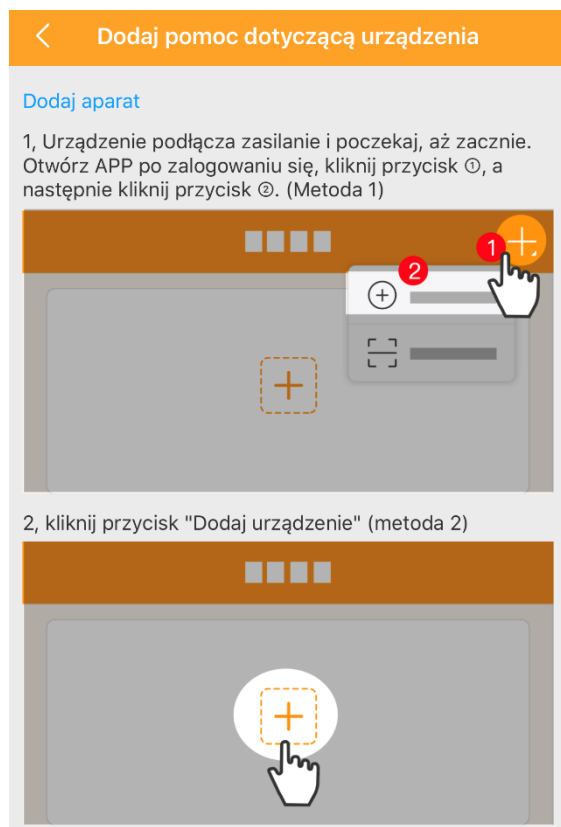 Dodaj pomoc dotyczącą urządzenia
Dodaj aparat
1, Urządzenie podłącza zasilanie i poczekaj, aż zacznie.
Otwórz APP po zalogowaniu się, kliknij przycisk ①, a
następnie kliknij przycisk ②. (Metoda 1)
1
2
2, kliknij przycisk "Dodaj urządzenie" (metoda 2)